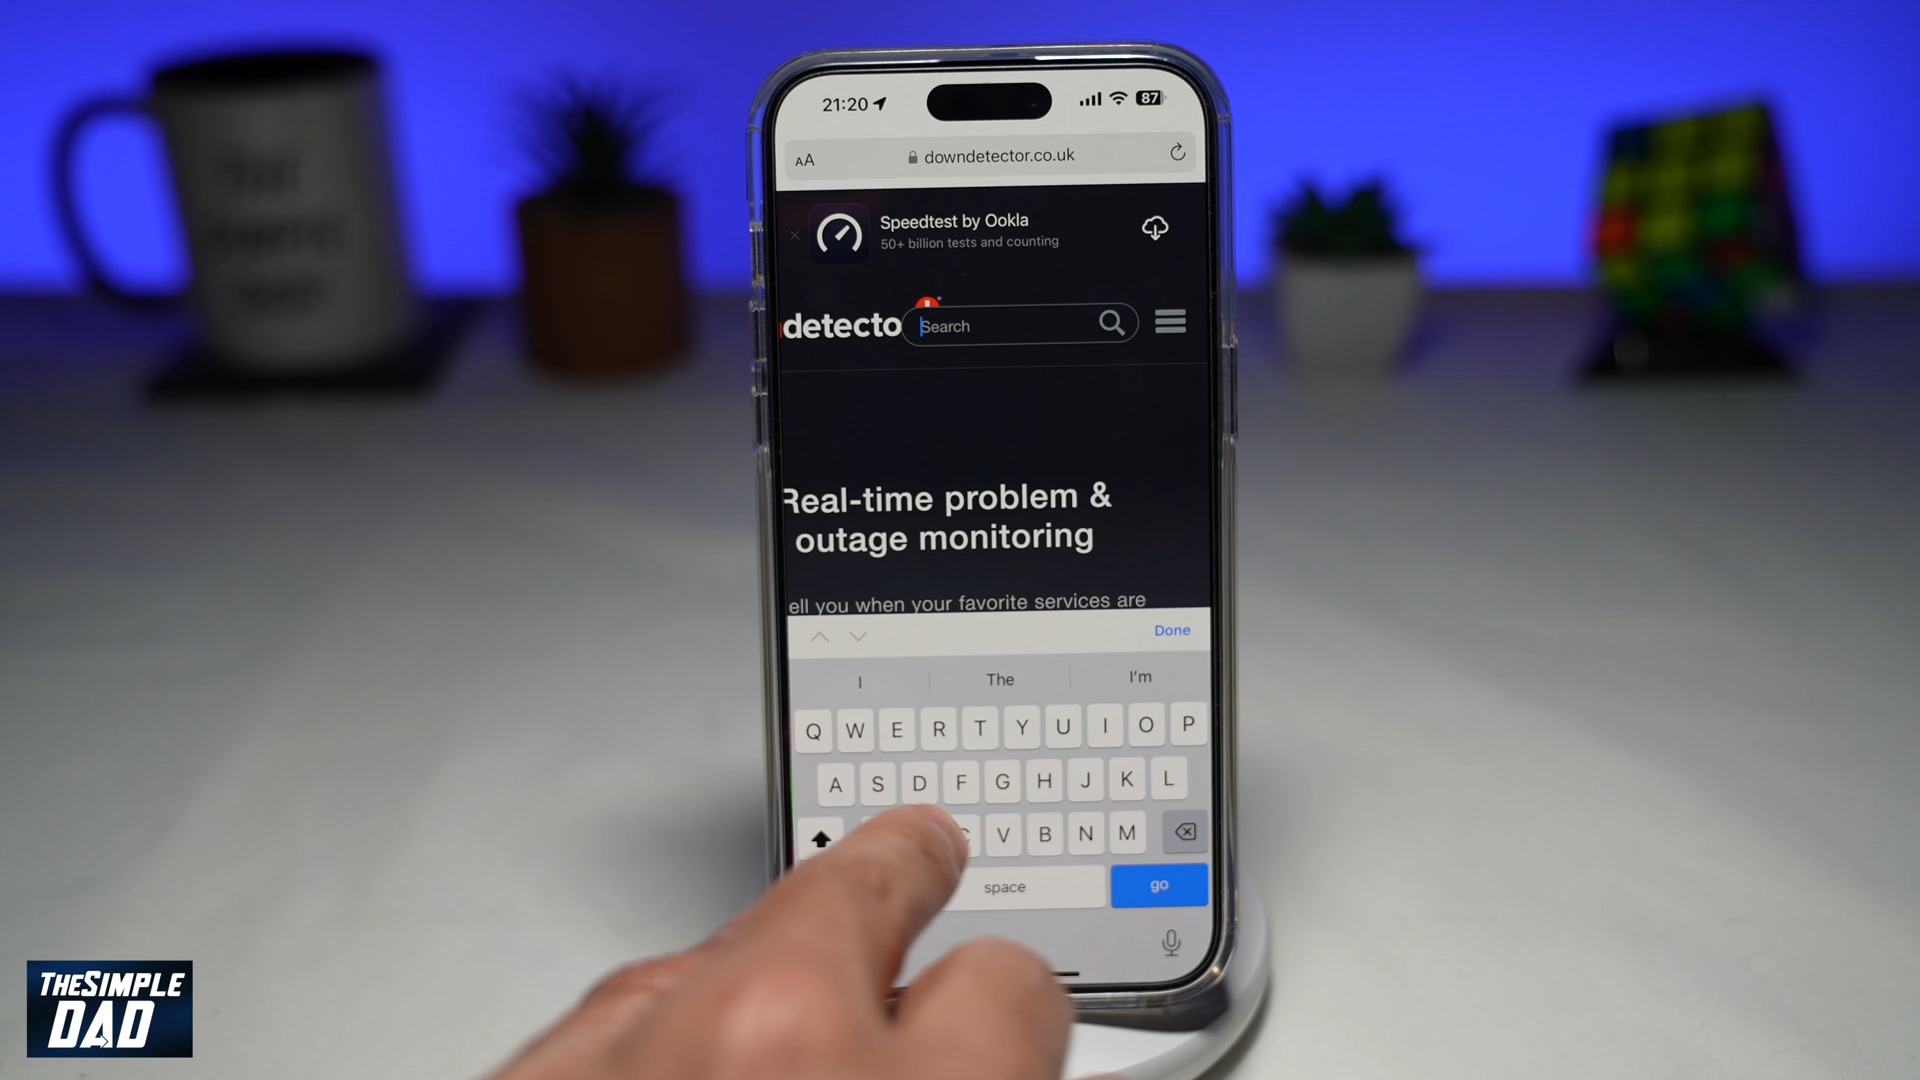 21:20
87
AA
downdetector.co.uk
Speedtest by Ookla
50+ billion tests and counting
detecto
Search
Real-time problem &
outage monitoring
ell you when your favorite services are
Done
I The I'm
Q W E R T Y U I O P
A S D F G H J K L
C V B N M
space go
THESIMPLE
DAD